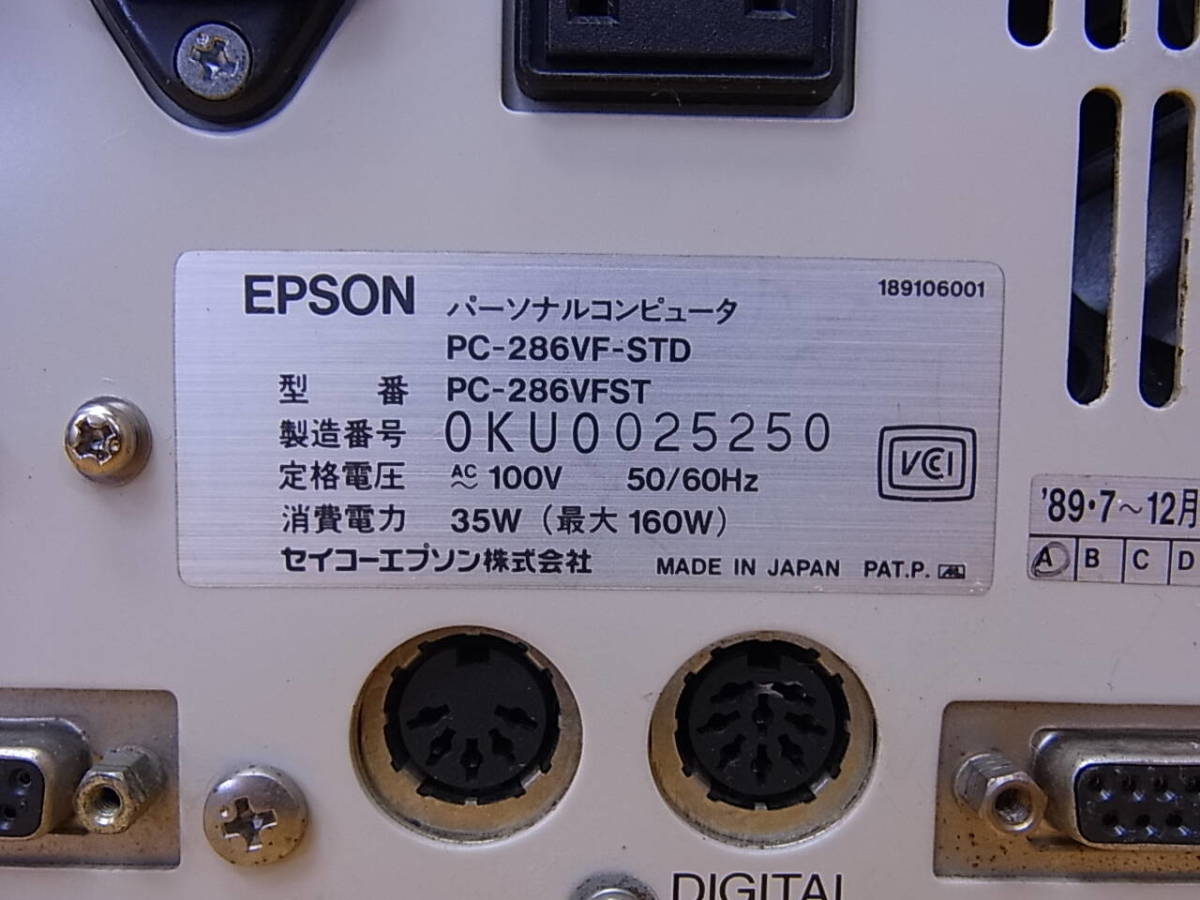 EPSON パーソナルコンピュータ 189106001
PC-286VF-STD
型 番 PC-286VFST
製造番号 0KU0025250
定格電圧 AC ~ 100V 50/60Hz
消費電力 35W (最大 160W)
セイコーエプソン株式会社 MADE IN JAPAN PAT.P.
VCCI
'89・7~12月
A B C D
DIGITAL